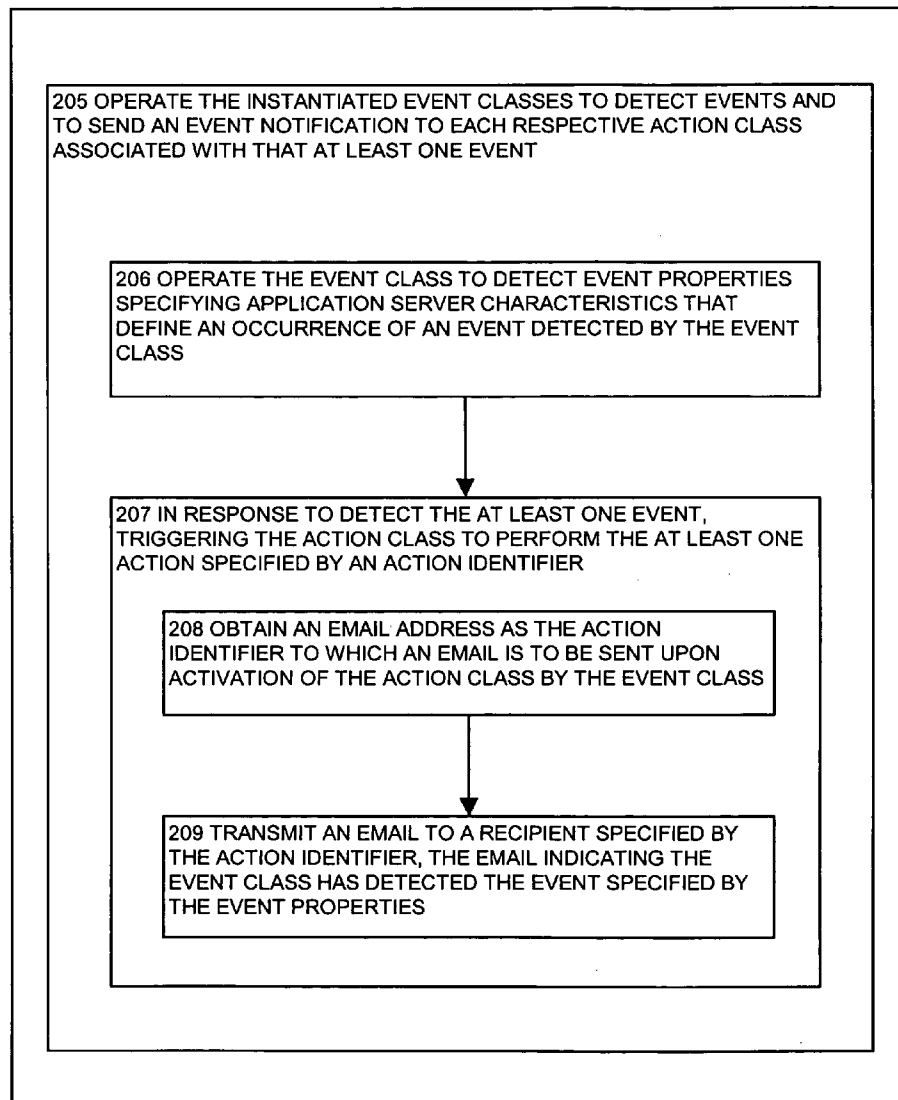 205 OPERATE THE INSTANTIATED EVENT CLASSES TO DETECT EVENTS AND
TO SEND AN EVENT NOTIFICATION TO EACH RESPECTIVE ACTION CLASS
ASSOCIATED WITH THAT AT LEAST ONE EVENT
206 OPERATE THE EVENT CLASS TO DETECT EVENT PROPERTIES
SPECIFYING APPLICATION SERVER CHARACTERISTICS THAT
DEFINE AN OCCURRENCE OF AN EVENT DETECTED BY THE EVENT
CLASS
207 IN RESPONSE TO DETECT THE AT LEAST ONE EVENT,
TRIGGERING THE ACTION CLASS TO PERFORM THE AT LEAST ONE
ACTION SPECIFIED BY AN ACTION IDENTIFIER
208 OBTAIN AN EMAIL ADDRESS AS THE ACTION
IDENTIFIER TO WHICH AN EMAIL IS TO BE SENT UPON
ACTIVATION OF THE ACTION CLASS BY THE EVENT CLASS
209 TRANSMIT AN EMAIL TO A RECIPIENT SPECIFIED BY
THE ACTION IDENTIFIER, THE EMAIL INDICATING THE
EVENT CLASS HAS DETECTED THE EVENT SPECIFIED BY
THE EVENT PROPERTIES